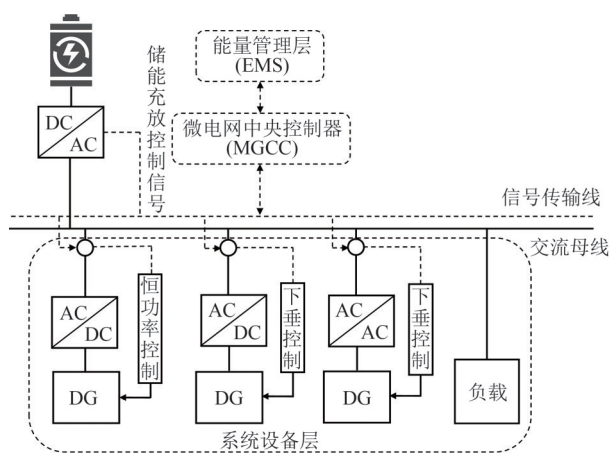 能量管理层
(EMS)
储能充放控制信号
DC
AC
微电网中央控制器
(MGCC)
信号传输线
交流母线
恒功率控制
下垂控制
下垂控制
AC
DC
AC
DC
AC
AC
DG
DG
DG
负载
系统设备层